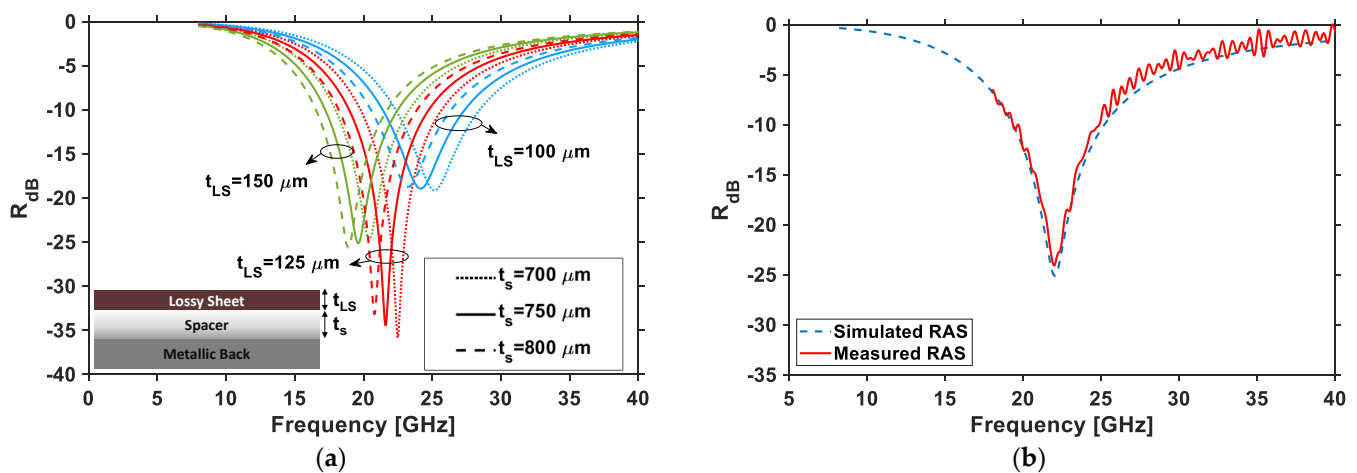 0
-5
-10
-15
-20
-25
-30
-35
-40
R_dB
0 5 10 15 20 25 30 35 40
Frequency [GHz]
t_LS=150 μm
t_LS=100 μm
t_LS=125 μm
t_s=700 μm
t_s=750 μm
t_s=800 μm
Lossy Sheet
Spacer
Metallic Back
t_LS
t_s
(a)
0
-5
-10
-15
-20
-25
-30
-35
R_dB
5 10 15 20 25 30 35 40
Frequency [GHz]
Simulated RAS
Measured RAS
(b)